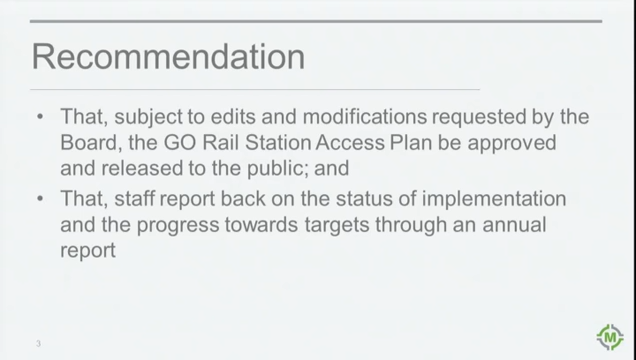 Recommendation
• That, subject to edits and modifications requested by the
Board, the GO Rail Station Access Plan be approved
and released to the public; and
• That, staff report back on the status of implementation
and the progress towards targets through an annual
report
3
M